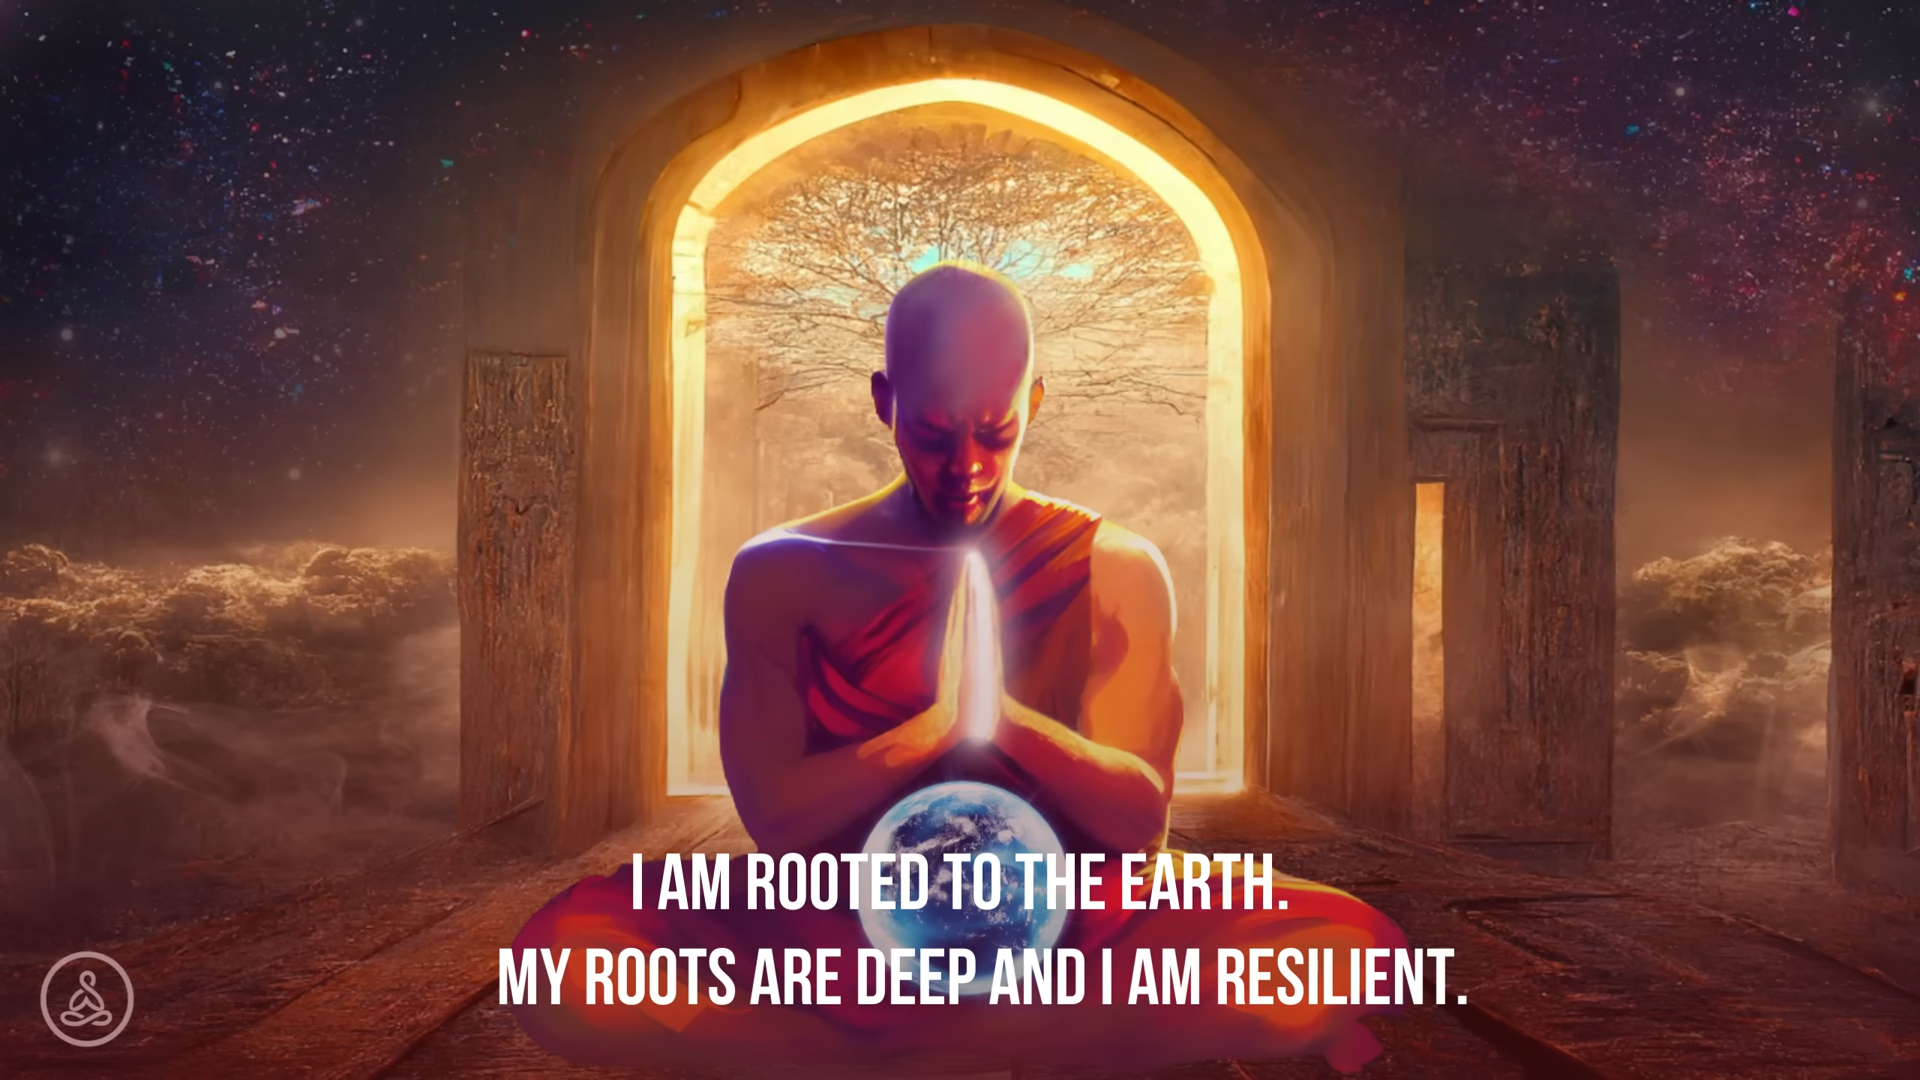 I AM ROOTED TO THE EARTH.
MY ROOTS ARE DEEP AND I AM RESILIENT.